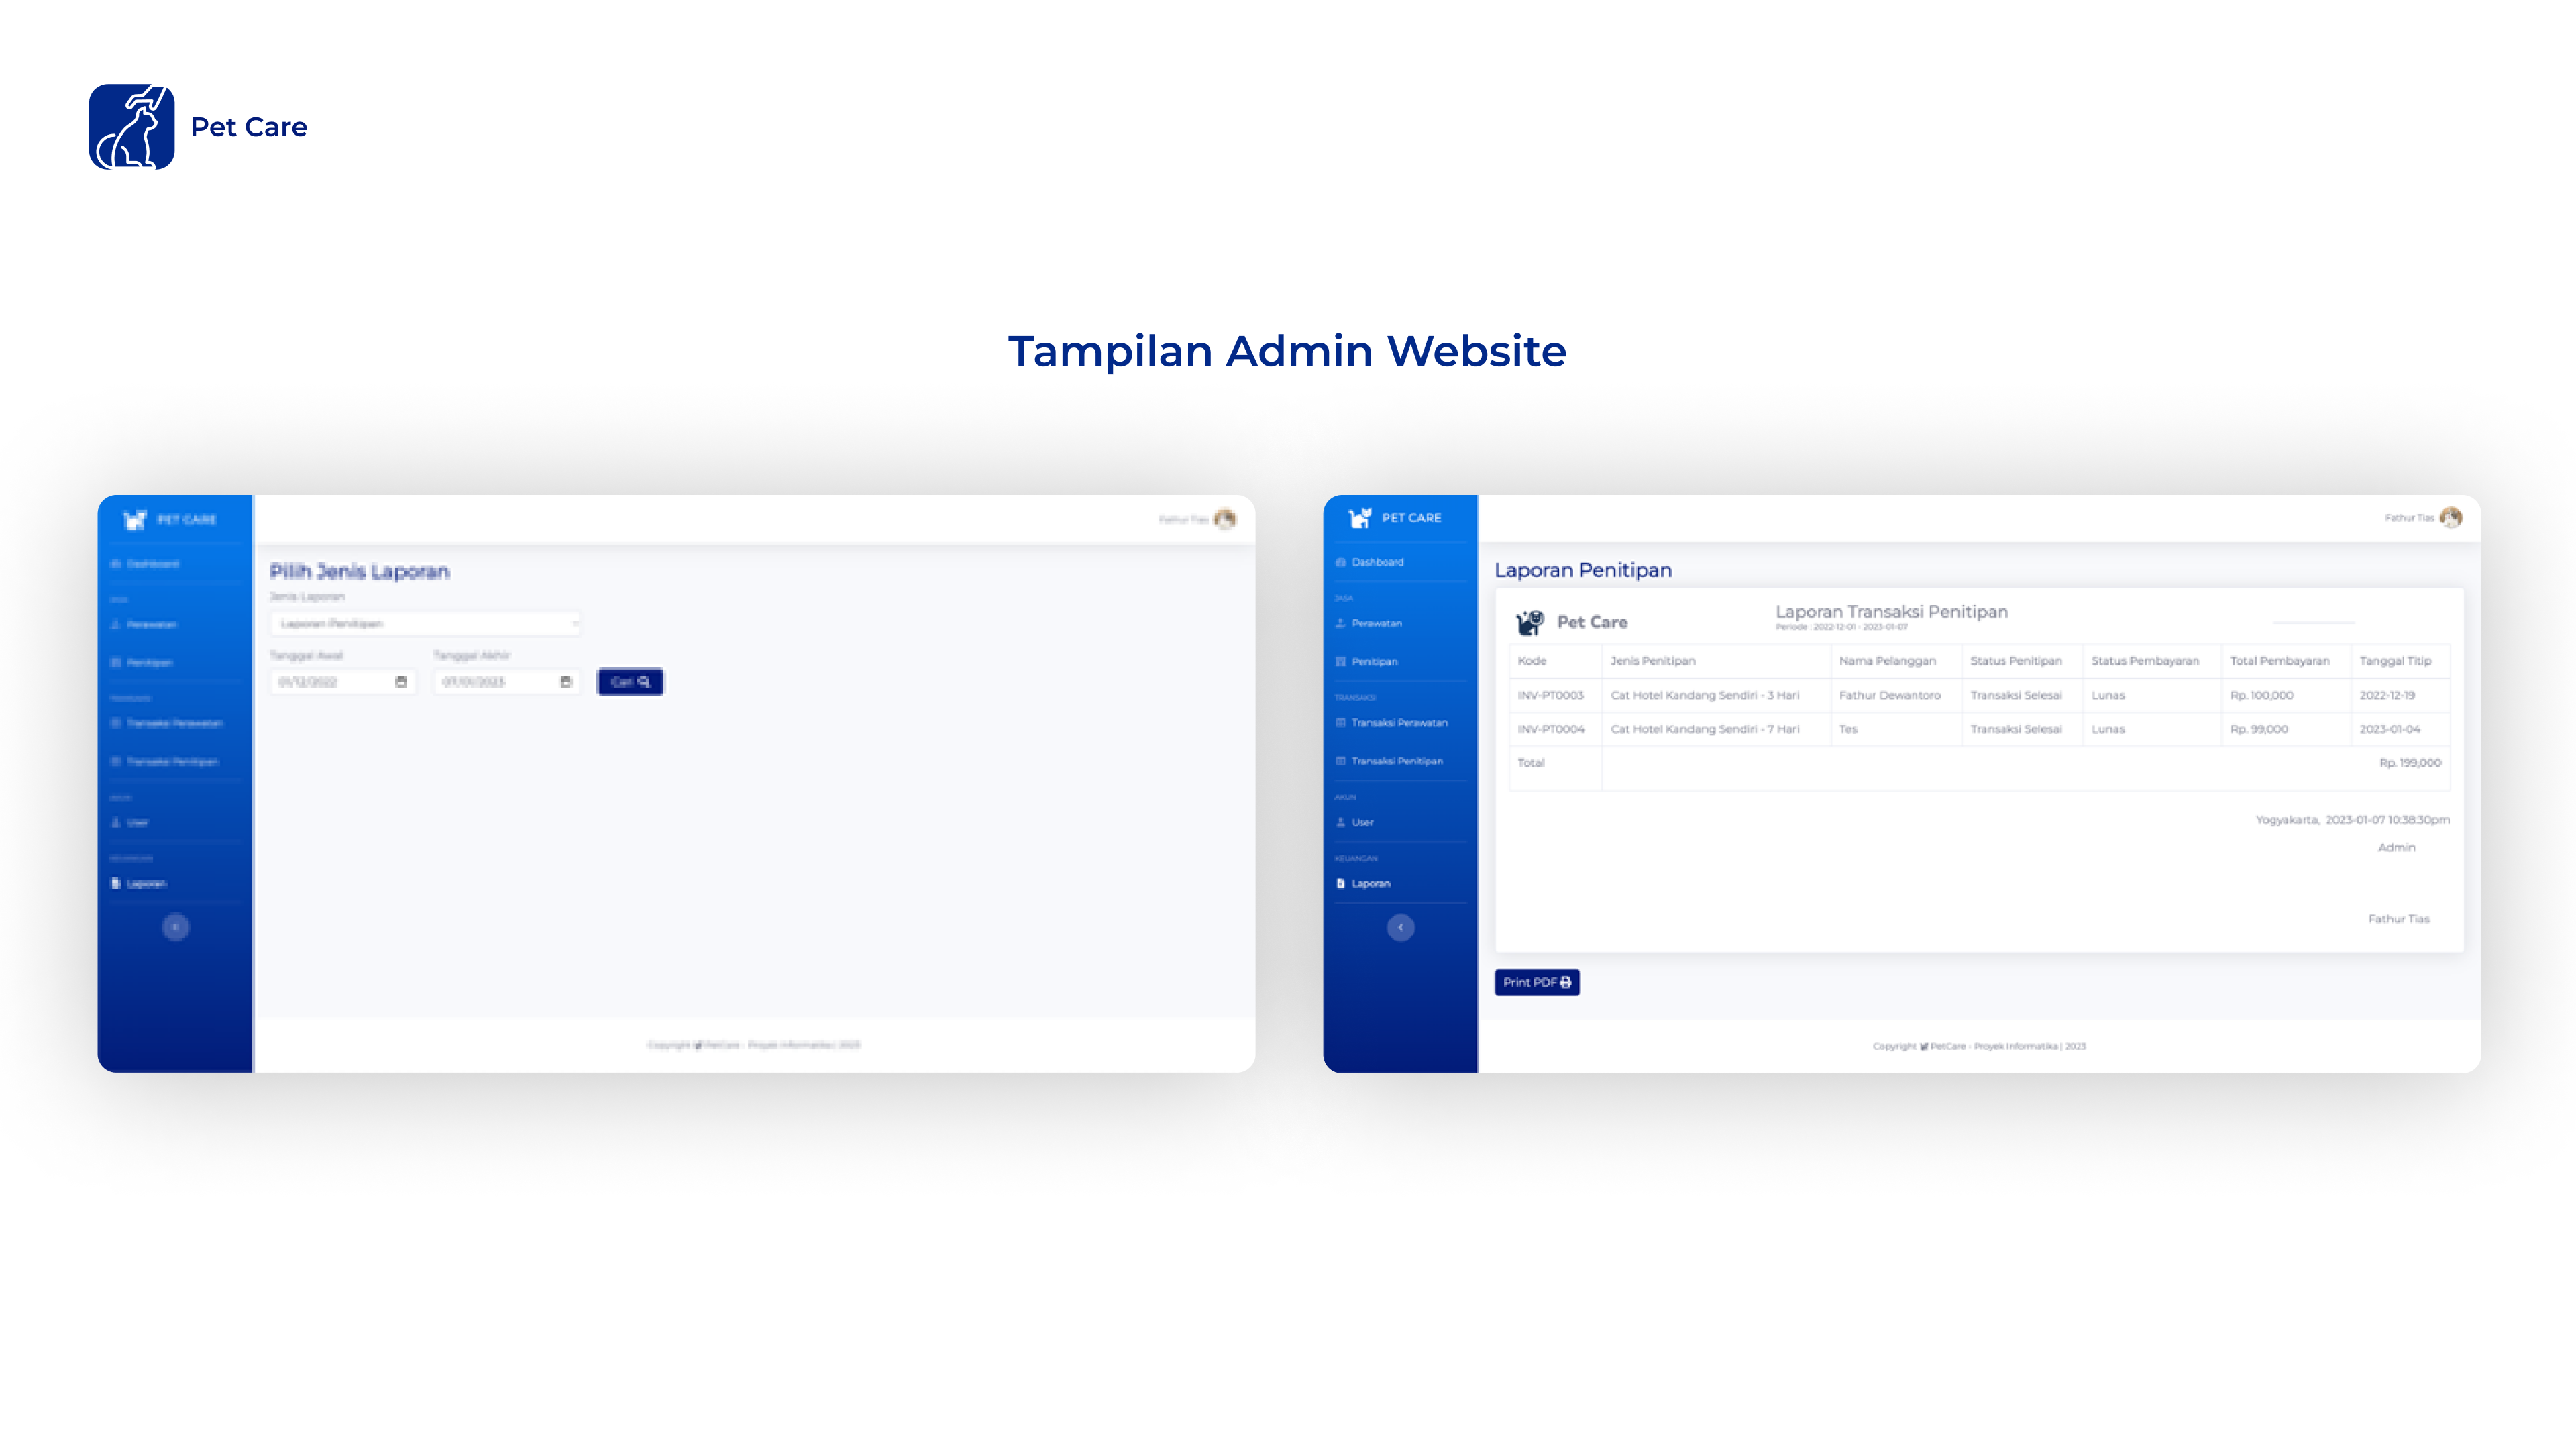 Pet Care
Tampilan Admin Website
PET CARE
Fathur Tias
Dashboard
Pilih Jenis Laporan
Jenis Laporan
Perawatan
Laporan Penitipan
Penitipan
Tanggal Awal Tanggal Akhir
01/12/2022 07/01/2023 Cari
Transaksi Perawatan
Transaksi Penitipan
User
Laporan
Copyright PetCare - Proyek Informatika | 2023
PET CARE
Fathur Tias
Dashboard
JASA
Perawatan
Penitipan
TRANSAKSI
Transaksi Perawatan
Transaksi Penitipan
AKUN
User
KEUANGAN
Laporan
Laporan Penitipan
Pet Care
Laporan Transaksi Penitipan
Periode : 2022-12-01 - 2023-01-07
Kode Jenis Penitipan Nama Pelanggan Status Penitipan Status Pembayaran Total Pembayaran Tanggal Titip
INV-PT0003 Cat Hotel Kandang Sendiri - 3 Hari Fathur Dewantoro Transaksi Selesai Lunas Rp. 100,000 2022-12-19
INV-PT0004 Cat Hotel Kandang Sendiri - 7 Hari Tes Transaksi Selesai Lunas Rp. 99,000 2023-01-04
Total Rp. 199,000
Yogyakarta, 2023-01-07 10:38:30pm
Admin
Fathur Tias
Print PDF
Copyright PetCare - Proyek Informatika | 2023